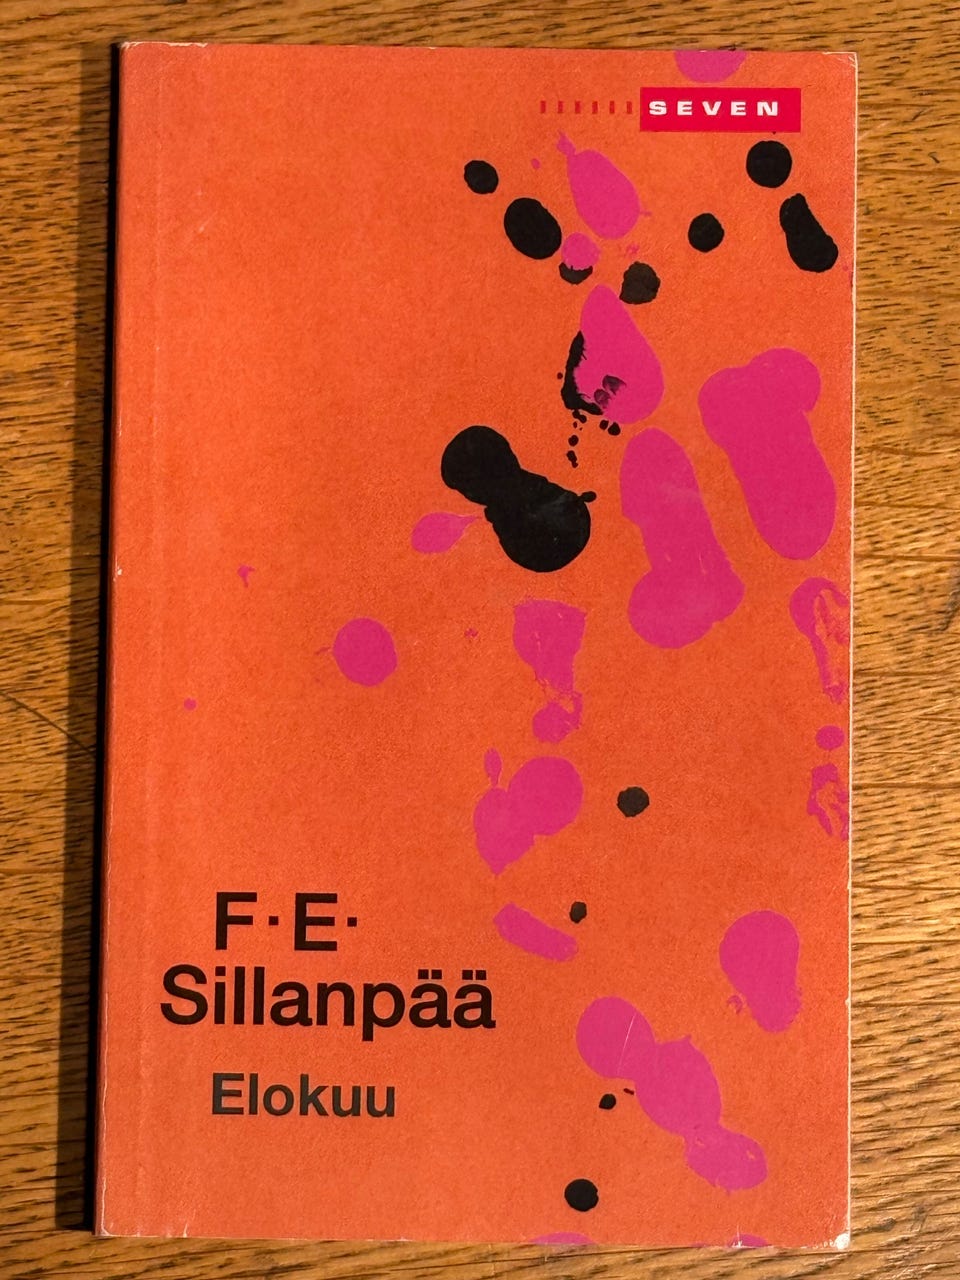 SEVEN
F·E·
Sillanpää
Elokuu